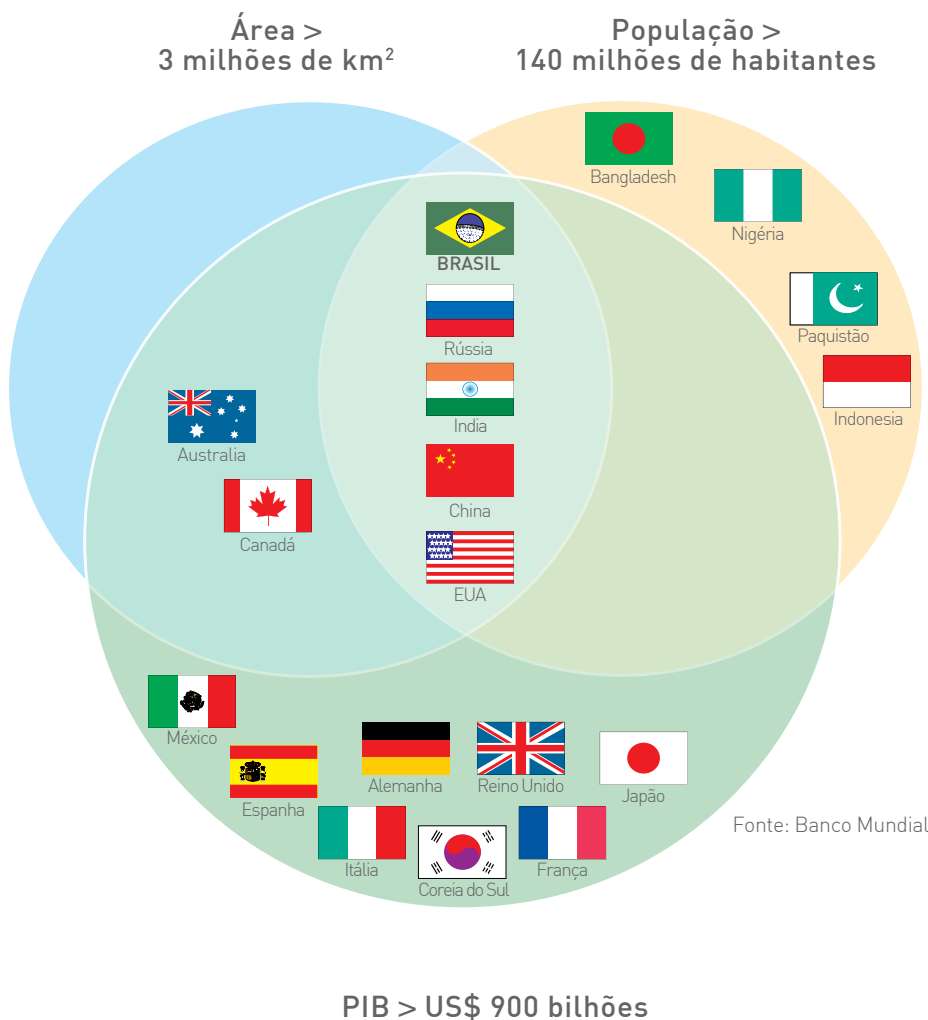 Área >
3 milhões de km²
População >
140 milhões de habitantes
Bangladesh
Nigéria
BRASIL
Paquistão
Rússia
Indonesia
India
Australia
China
Canadá
EUA
México
Alemanha
Reino Unido
Japão
Espanha
Fonte: Banco Mundial
Itália
França
Coreia do Sul
PIB > US$ 900 bilhões